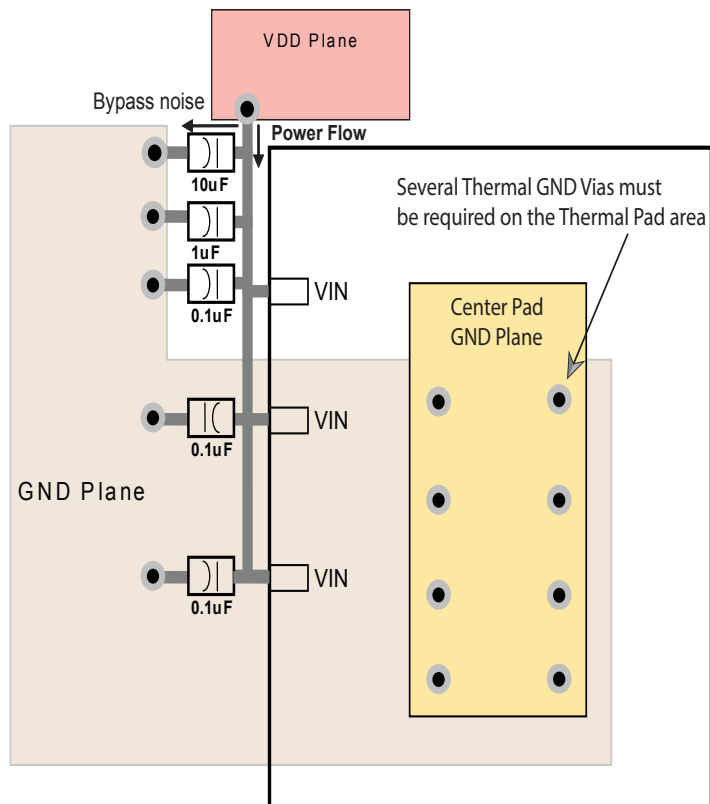 VDD Plane
Bypass noise
Power Flow
10uF
Several Thermal GND Vias must
be required on the Thermal Pad area
1uF
0.1uF
VIN
Center Pad
GND Plane
VIN
0.1uF
GND Plane
VIN
0.1uF